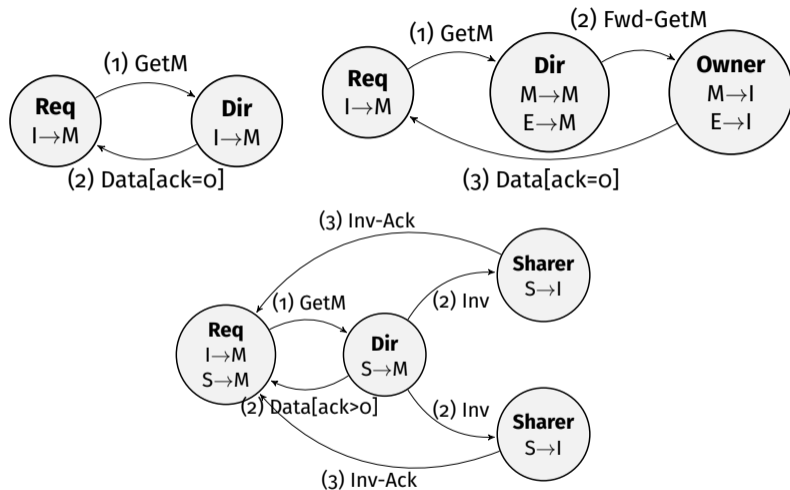 (1) GetM
Req
I→M
Dir
I→M
(2) Data[ack=0]
(1) GetM
(2) Fwd-GetM
Req
I→M
Dir
M→M
E→M
Owner
M→I
E→I
(3) Data[ack=0]
(3) Inv-Ack
Sharer
S→I
(1) GetM
(2) Inv
Req
I→M
S→M
Dir
S→M
(2) Data[ack>0]
(2) Inv
Sharer
S→I
(3) Inv-Ack